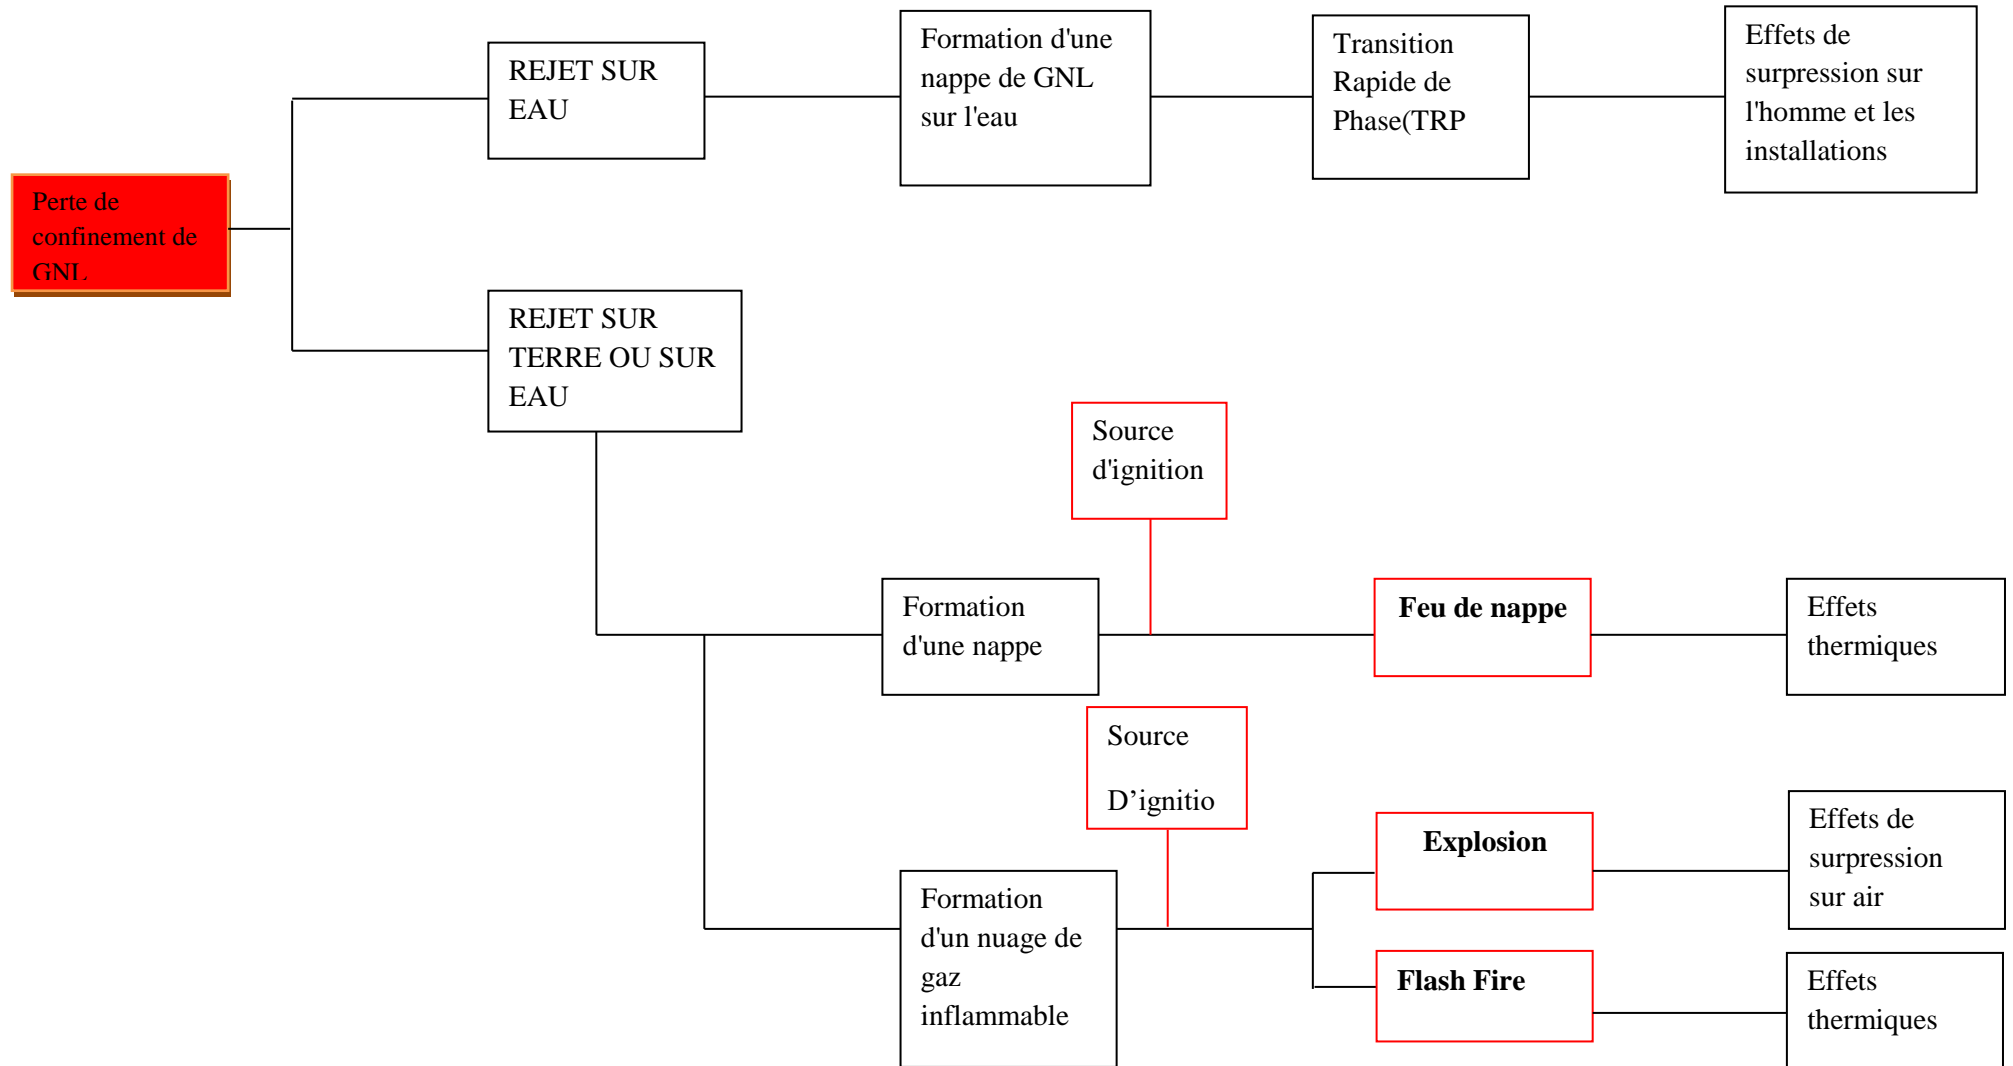 REJET SUR
EAU
Formation d'une
nappe de GNL
sur l'eau
Transition
Rapide de
Phase(TRP
Effets de
surpression sur
l'homme et les
installations
Perte de
confinement de
GNL
REJET SUR
TERRE OU SUR
EAU
Source
d'ignition
Formation
d'une nappe
Feu de nappe
Effets
thermiques
Source
D’ignitio
Explosion
Effets de
surpression
sur air
Formation
d'un nuage de
gaz
inflammable
Flash Fire
Effets
thermiques